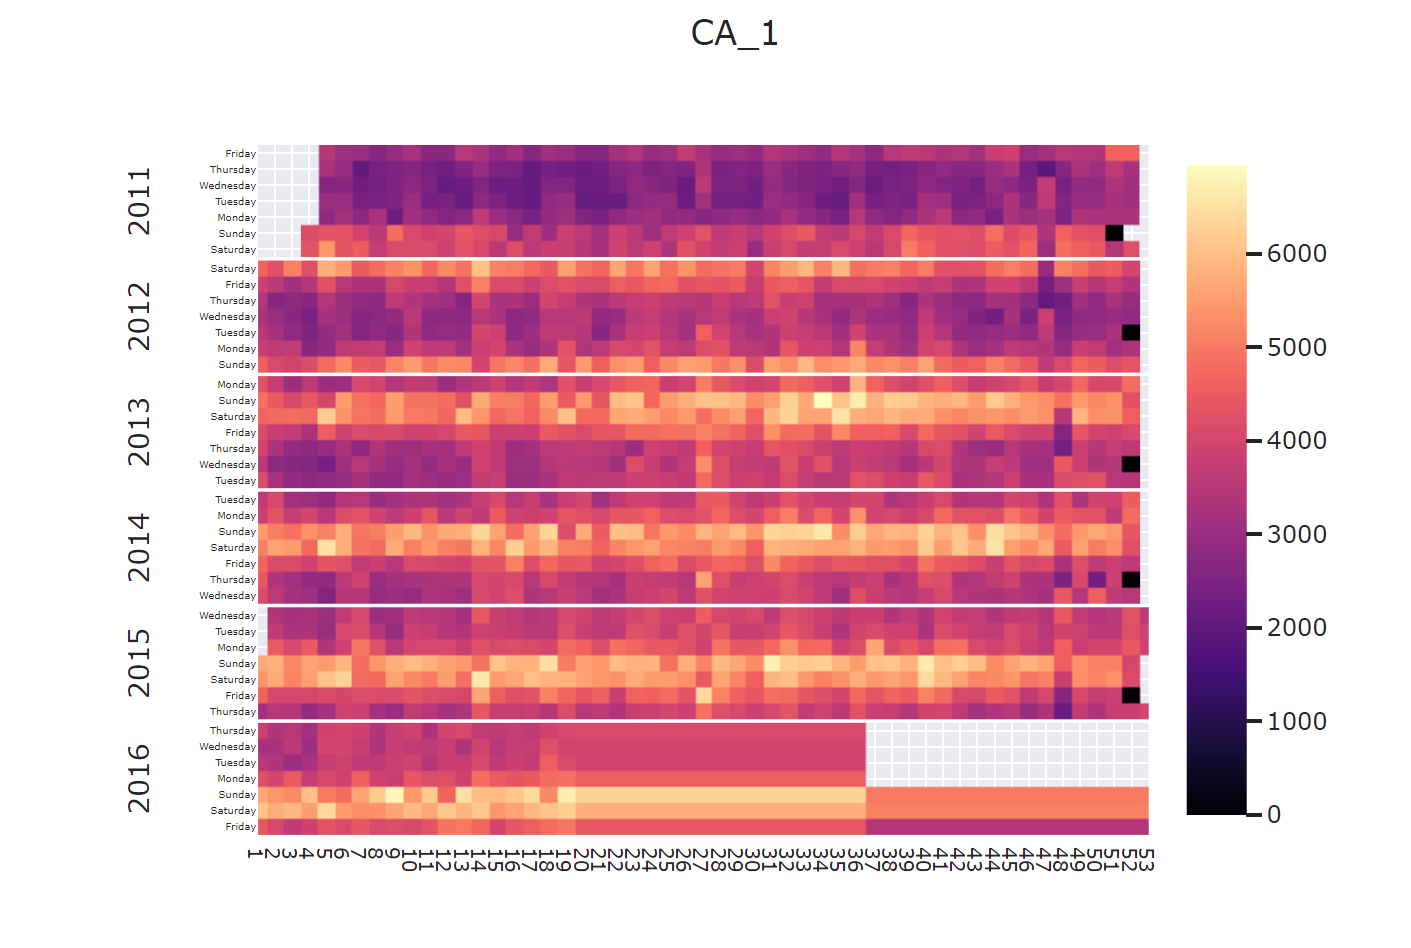 CA_1
2011
Friday
Thursday
Wednesday
Tuesday
Monday
Sunday
Saturday
2012
Saturday
Friday
Thursday
Wednesday
Tuesday
Monday
Sunday
2013
Monday
Sunday
Saturday
Friday
Thursday
Wednesday
Tuesday
2014
Tuesday
Monday
Sunday
Saturday
Friday
Thursday
Wednesday
2015
Wednesday
Tuesday
Monday
Sunday
Saturday
Friday
Thursday
2016
Thursday
Wednesday
Tuesday
Monday
Sunday
Saturday
Friday
1 2 3 4 5 6 7 8 9 10 11 12 13 14 15 16 17 18 19 20 21 22 23 24 25 26 27 28 29 30 31 32 33 34 35 36 37 38 39 40 41 42 43 44 45 46 47 48 49 50 51 52 53
6000
5000
4000
3000
2000
1000
0